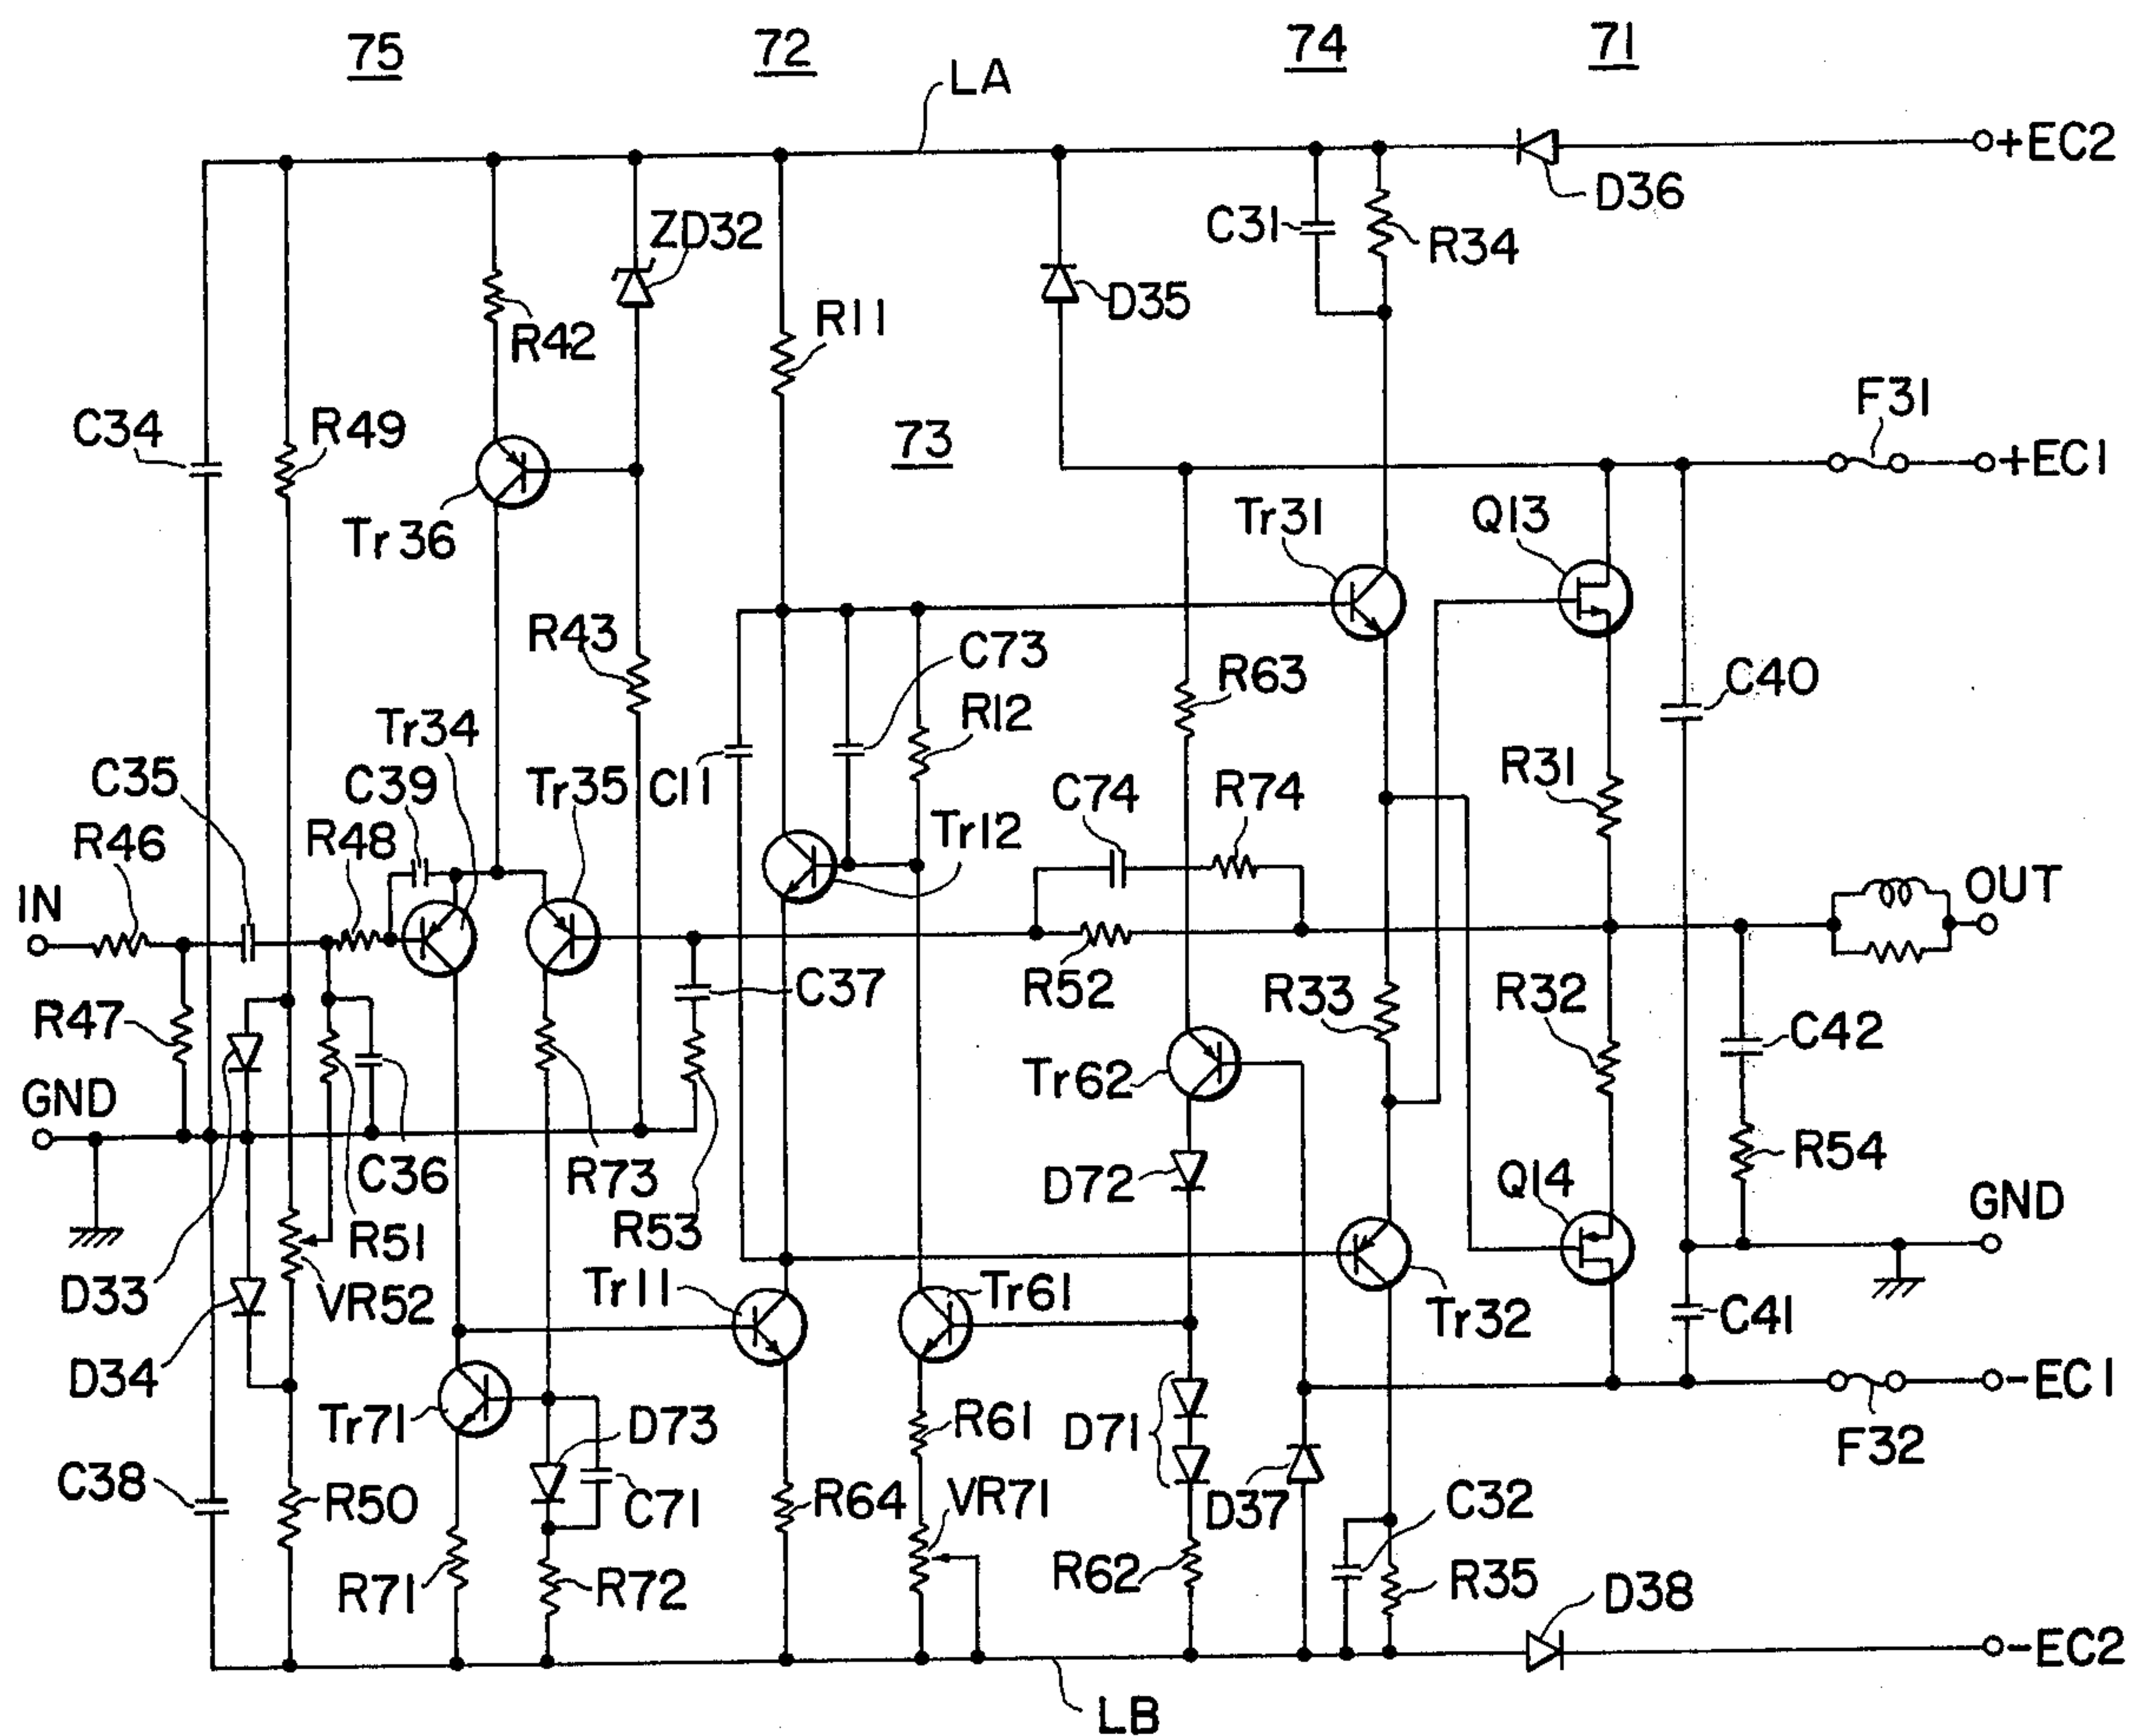 75
72
74
71
LA
+EC2
D36
C31
R34
ZD32
D35
R42
R11
F31
C34
R49
73
+EC1
Tr36
Tr31
Q13
R43
C73
R63
C40
R12
Tr34
C35
C39
Tr35
C11
C74
R74
R31
R46
R48
Tr12
IN
OUT
R47
C37
R52
R33
R32
C42
GND
Tr62
R54
C36
R73
D72
Q14
GND
R51
R53
D33
VR52
Tr11
Tr61
Tr32
C41
D34
-EC1
Tr71
D73
R61
D71
F32
C38
R50
C71
R64
VR71
D37
C32
R71
R72
R62
R35
D38
-EC2
LB